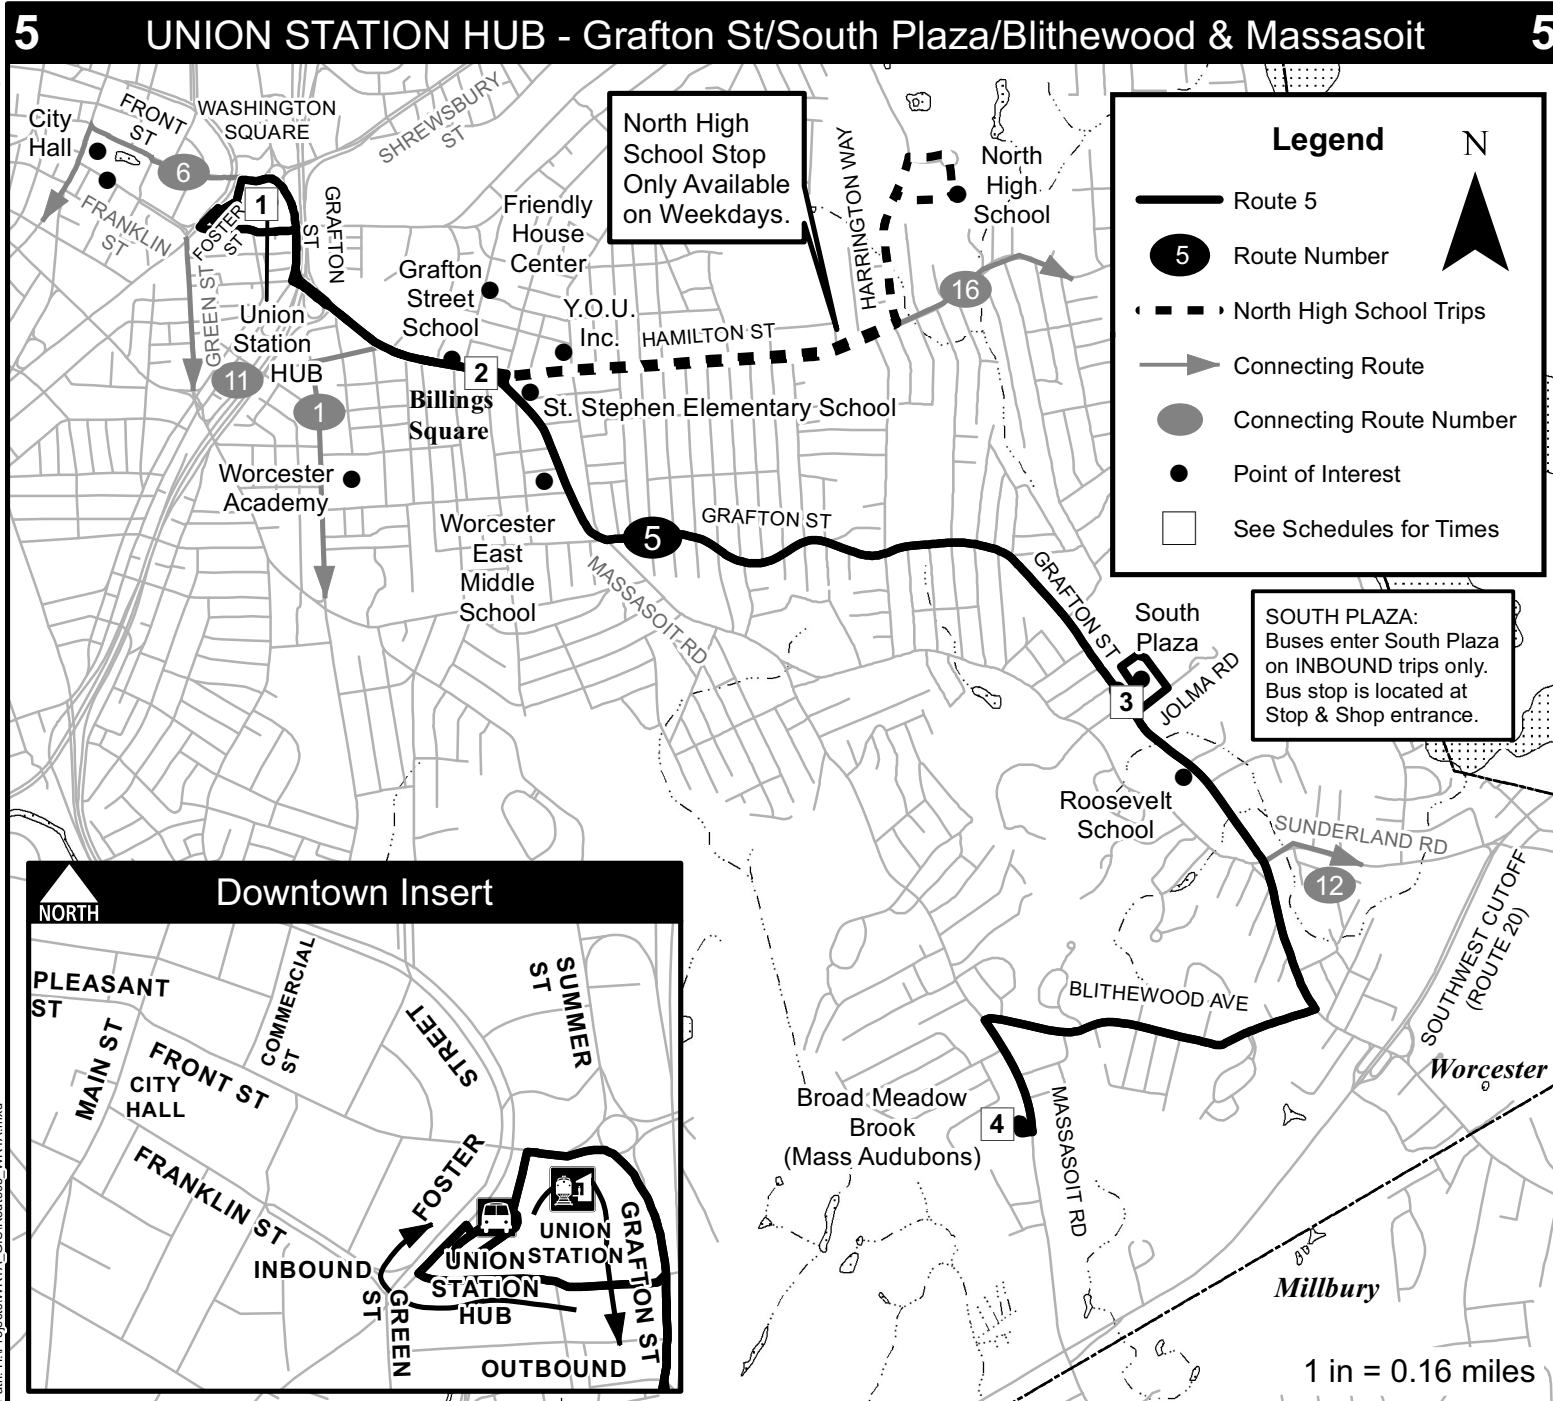 5
UNION STATION HUB - Grafton St/South Plaza/Blithewood & Massasoit
5
City
Hall
FRONT
ST
WASHINGTON
SQUARE
SHREWSBURY
ST
6
FRANKLIN
ST
FOSTER
ST
1
GRAFTON
ST
GREEN ST
Union
Station
HUB
11
1
Grafton
Street
School
Friendly
House
Center
Y.O.U.
Inc.
HAMILTON ST
2
Billings
Square
St. Stephen Elementary School
North High
School Stop
Only Available
on Weekdays.
HARRINGTON WAY
North
High
School
16
Legend
N
Route 5
5
Route Number
North High School Trips
Connecting Route
Connecting Route Number
Point of Interest
See Schedules for Times
Worcester
Academy
Worcester
East
Middle
School
5
GRAFTON ST
MASSASOIT RD
GRAFTON ST
South
Plaza
3
JOLMA RD
SOUTH PLAZA:
Buses enter South Plaza
on INBOUND trips only.
Bus stop is located at
Stop & Shop entrance.
Roosevelt
School
SUNDERLAND RD
12
SOUTHWEST CUTOFF
(ROUTE 20)
BLITHEWOOD AVE
Broad Meadow
Brook
(Mass Audubons)
4
MASSASOIT RD
Worcester
Millbury
1 in = 0.16 miles
NORTH
Downtown Insert
PLEASANT
ST
MAIN ST
COMMERCIAL
ST
STREET
SUMMER
ST
FRONT ST
CITY
HALL
FRANKLIN ST
FOSTER
INBOUND
GREEN
ST
UNION
STATION
HUB
UNION
STATION
GRAFTON ST
OUTBOUND